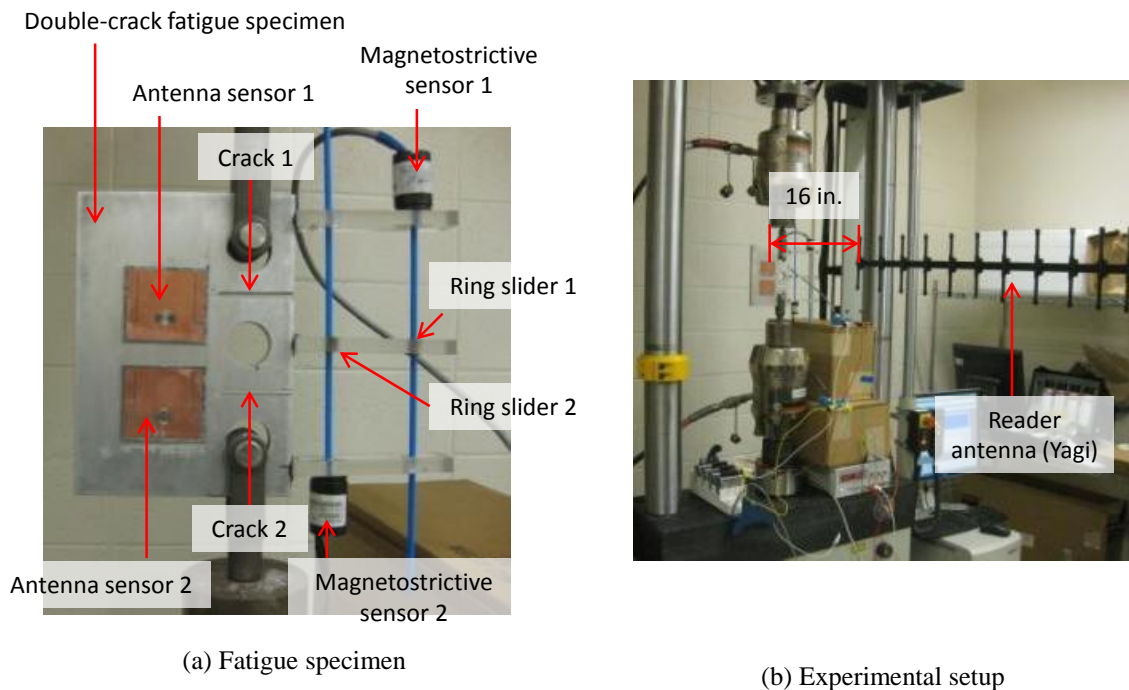 Double-crack fatigue specimen
Magnetostrictive
sensor 1
Antenna sensor 1
Crack 1
Ring slider 1
Ring slider 2
Crack 2
Antenna sensor 2
Magnetostrictive
sensor 2
(a) Fatigue specimen
16 in.
Reader
antenna (Yagi)
(b) Experimental setup